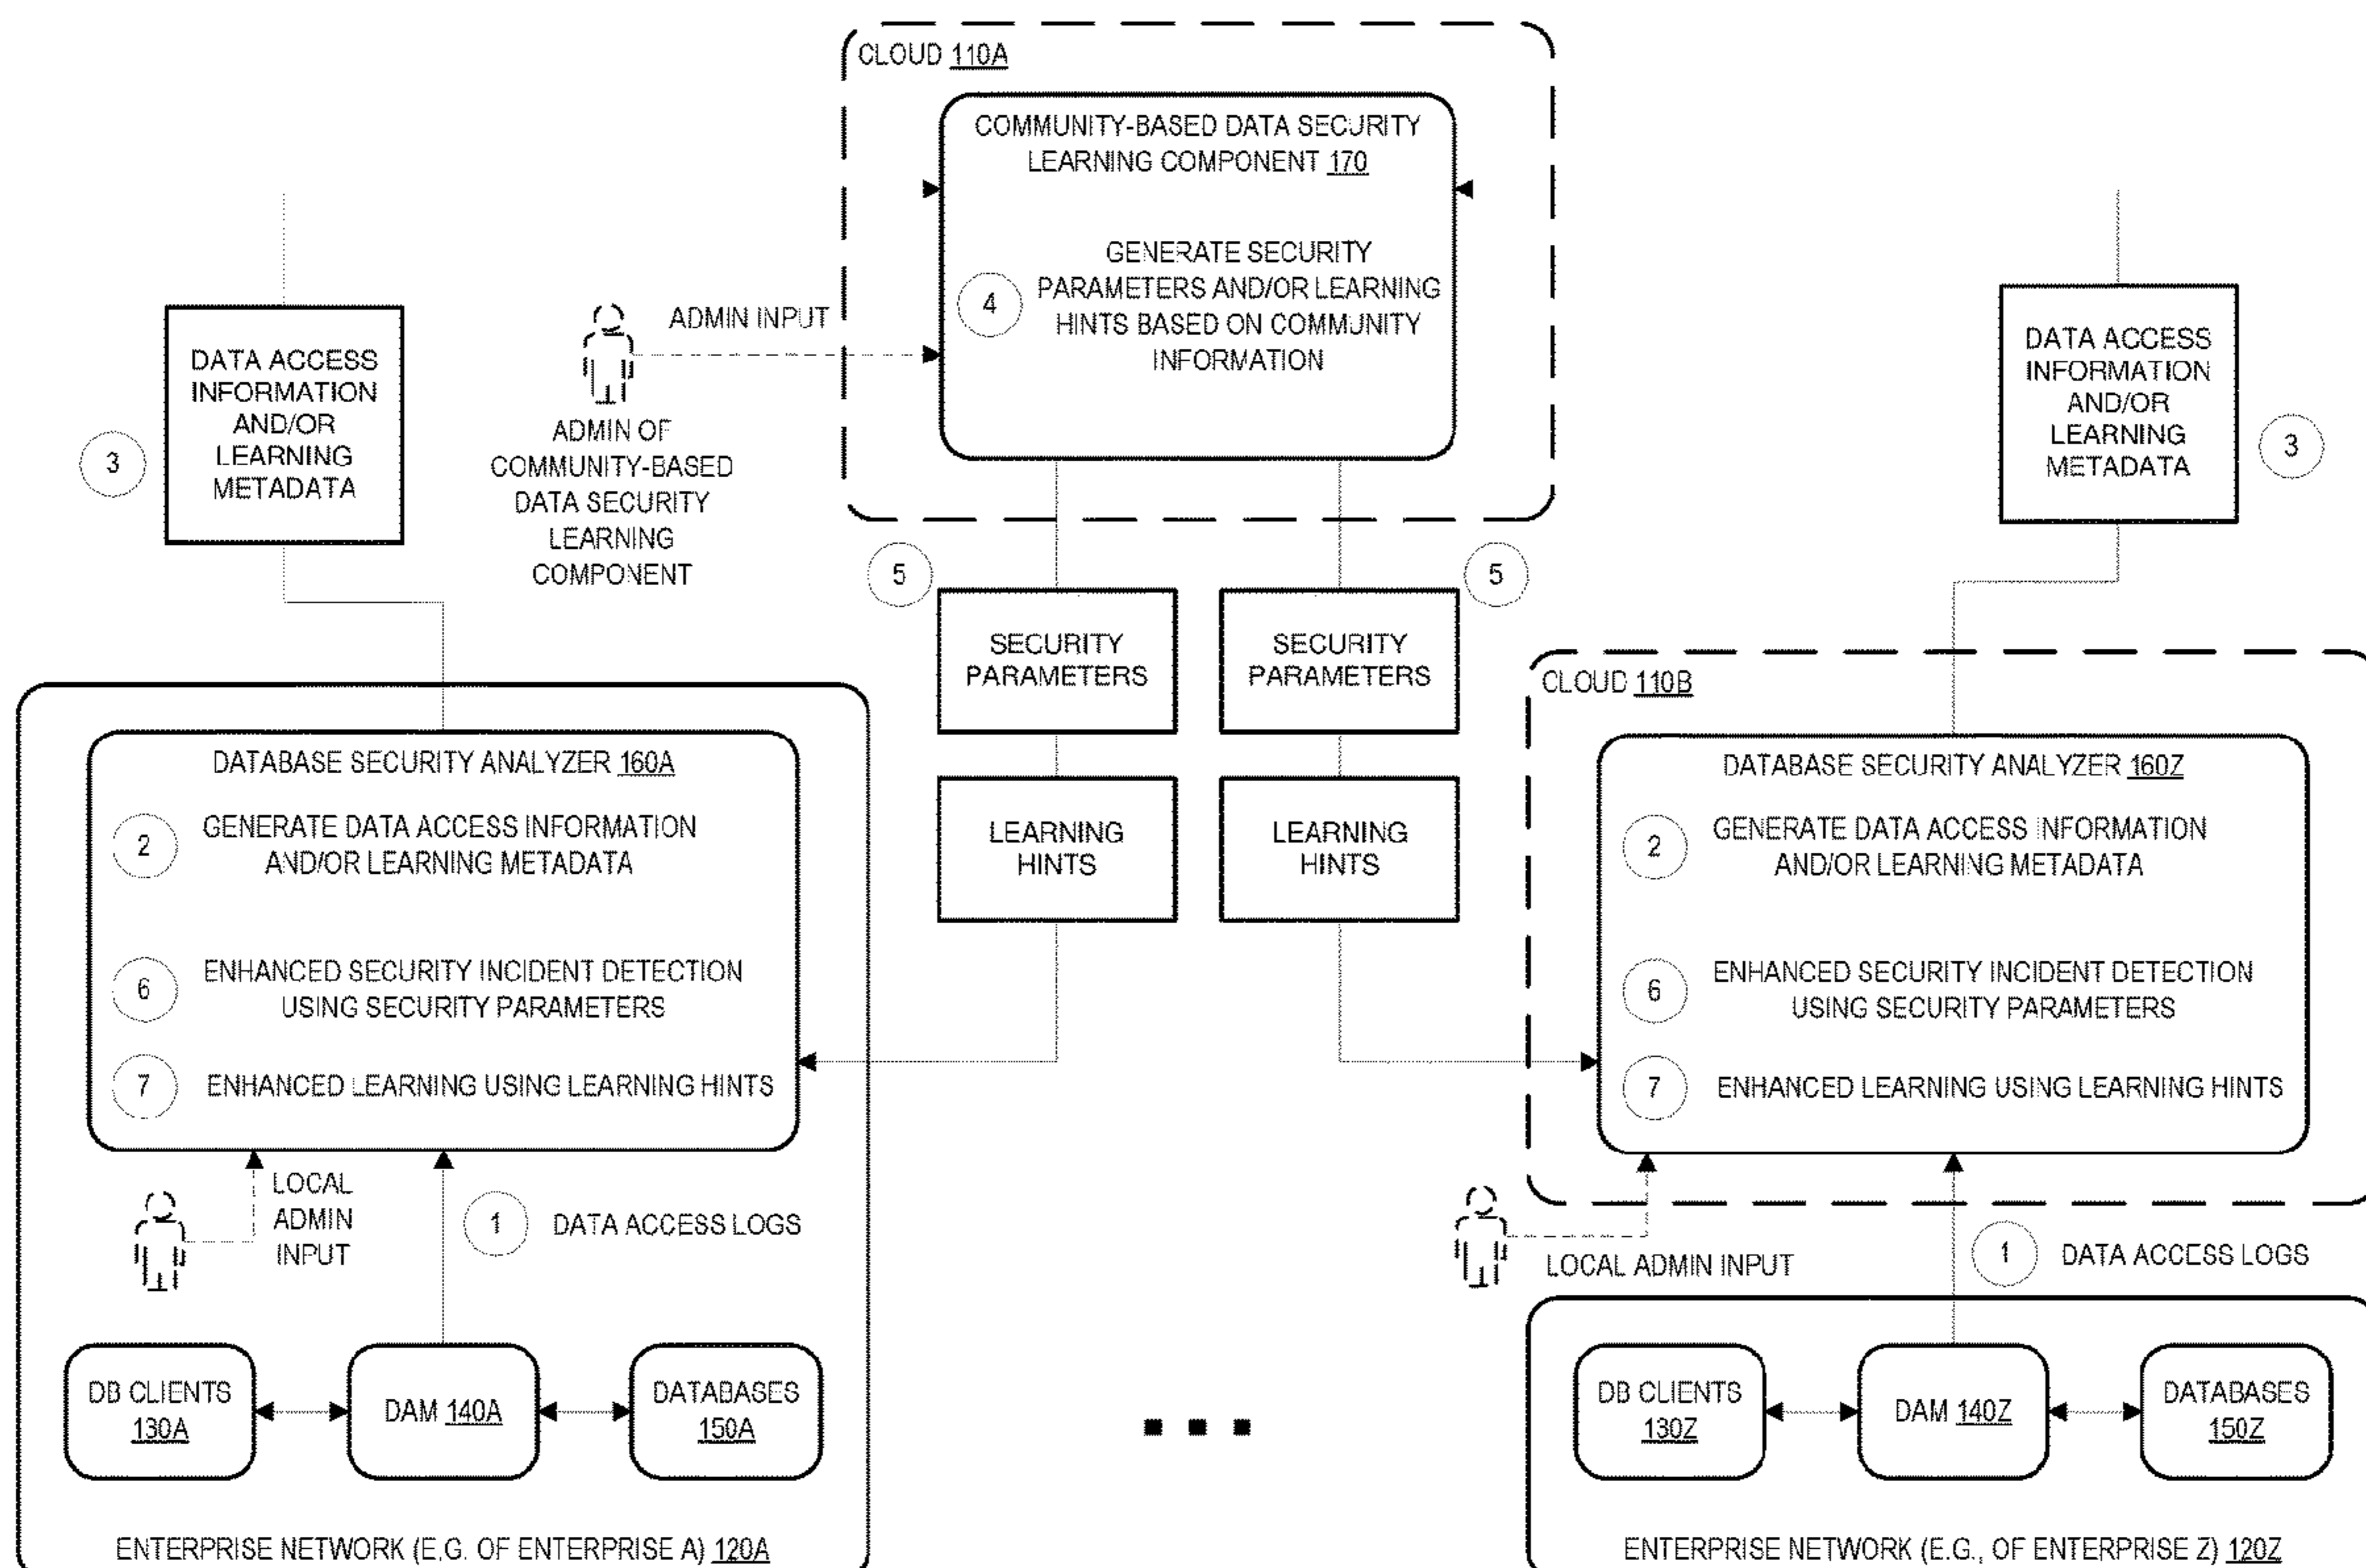 CLOUD 110A
COMMUNITY-BASED DATA SECURITY
LEARNING COMPONENT 170
4
GENERATE SECURITY
PARAMETERS AND/OR LEARNING
HINTS BASED ON COMMUNITY
INFORMATION
ADMIN INPUT
ADMIN OF
COMMUNITY-BASED
DATA SECURITY
LEARNING
COMPONENT
3
DATA ACCESS
INFORMATION
AND/OR
LEARNING
METADATA
DATA ACCESS
INFORMATION
AND/OR
LEARNING
METADATA
3
5
SECURITY
PARAMETERS
LEARNING
HINTS
5
SECURITY
PARAMETERS
LEARNING
HINTS
DATABASE SECURITY ANALYZER 160A
2
GENERATE DATA ACCESS INFORMATION
AND/OR LEARNING METADATA
6
ENHANCED SECURITY INCIDENT DETECTION
USING SECURITY PARAMETERS
7
ENHANCED LEARNING USING LEARNING HINTS
LOCAL
ADMIN
INPUT
1
DATA ACCESS LOGS
DB CLIENTS
130A
DAM 140A
DATABASES
150A
ENTERPRISE NETWORK (E.G. OF ENTERPRISE A) 120A
CLOUD 110B
DATABASE SECURITY ANALYZER 160Z
2
GENERATE DATA ACCESS INFORMATION
AND/OR LEARNING METADATA
6
ENHANCED SECURITY INCIDENT DETECTION
USING SECURITY PARAMETERS
7
ENHANCED LEARNING USING LEARNING HINTS
LOCAL ADMIN INPUT
1
DATA ACCESS LOGS
DB CLIENTS
130Z
DAM 140Z
DATABASES
150Z
ENTERPRISE NETWORK (E.G., OF ENTERPRISE Z) 120Z